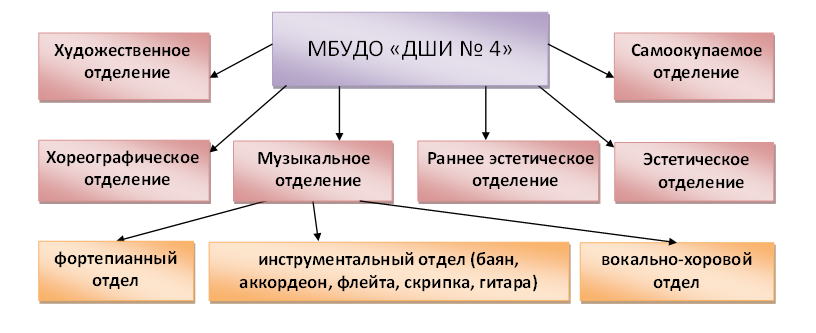 МБУДО «ДШИ № 4»
Художественное
отделение
Самоокупаемое
отделение
Хореографическое
отделение
Музыкальное
отделение
Раннее эстетическое
отделение
Эстетическое
отделение
фортепианный
отдел
инструментальный отдел (баян,
аккордеон, флейта, скрипка, гитара)
вокально-хоровой
отдел